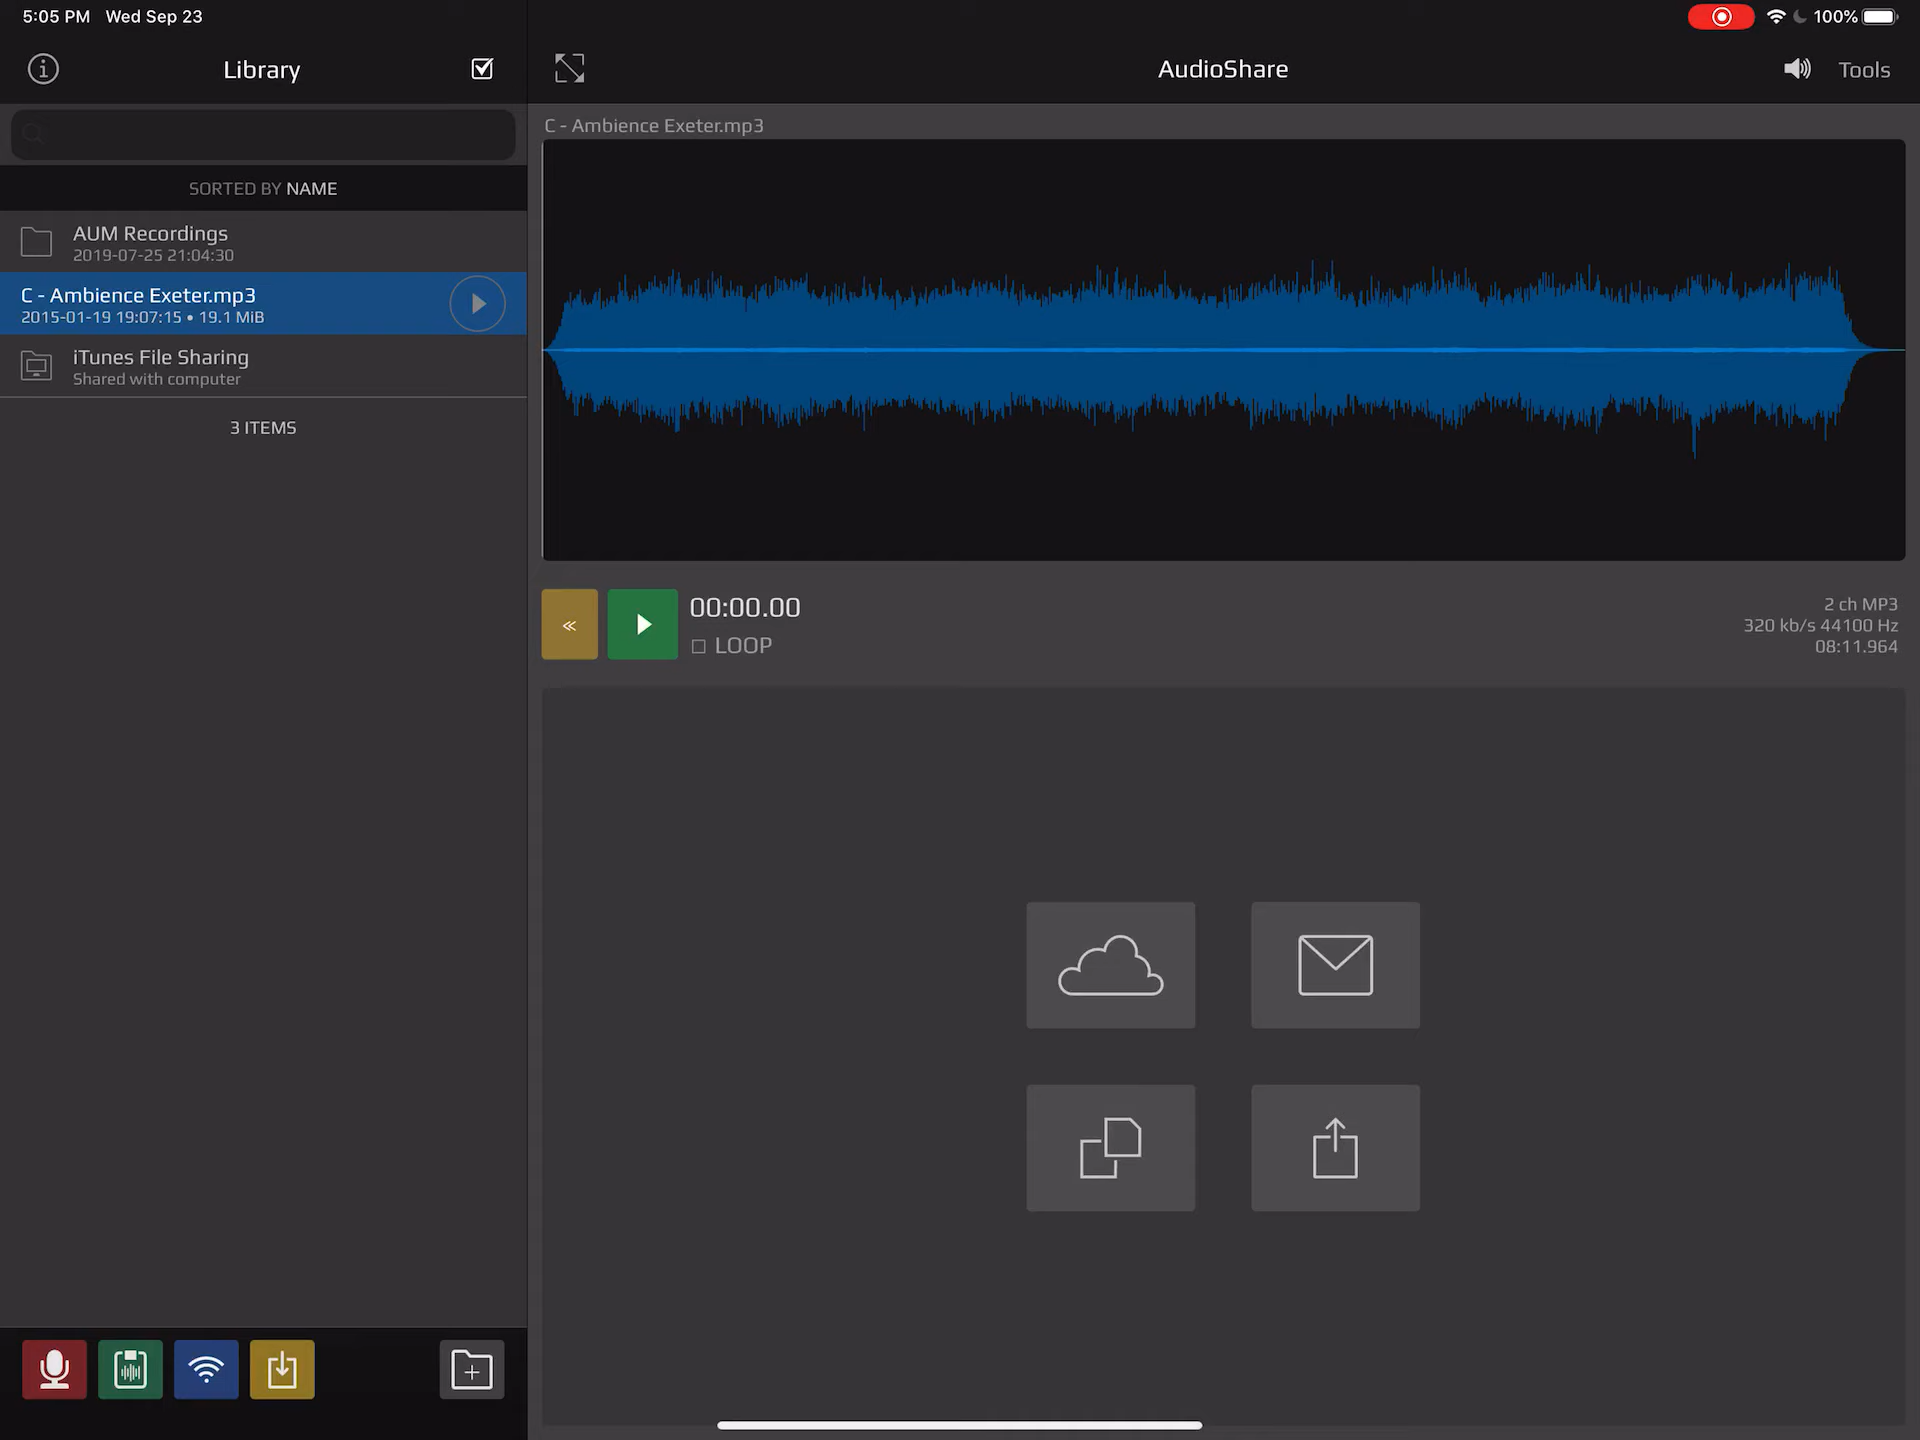 5:05 PM Wed Sep 23
100%
Library
AudioShare
Tools
C - Ambience Exeter.mp3
SORTED BY NAME
AUM Recordings
2019-07-25 21:04:30
C - Ambience Exeter.mp3
2015-01-19 19:07:15 • 19.1 MiB
iTunes File Sharing
Shared with computer
3 ITEMS
00:00.00
LOOP
2 ch MP3
320 kb/s 44100 Hz
08:11.964